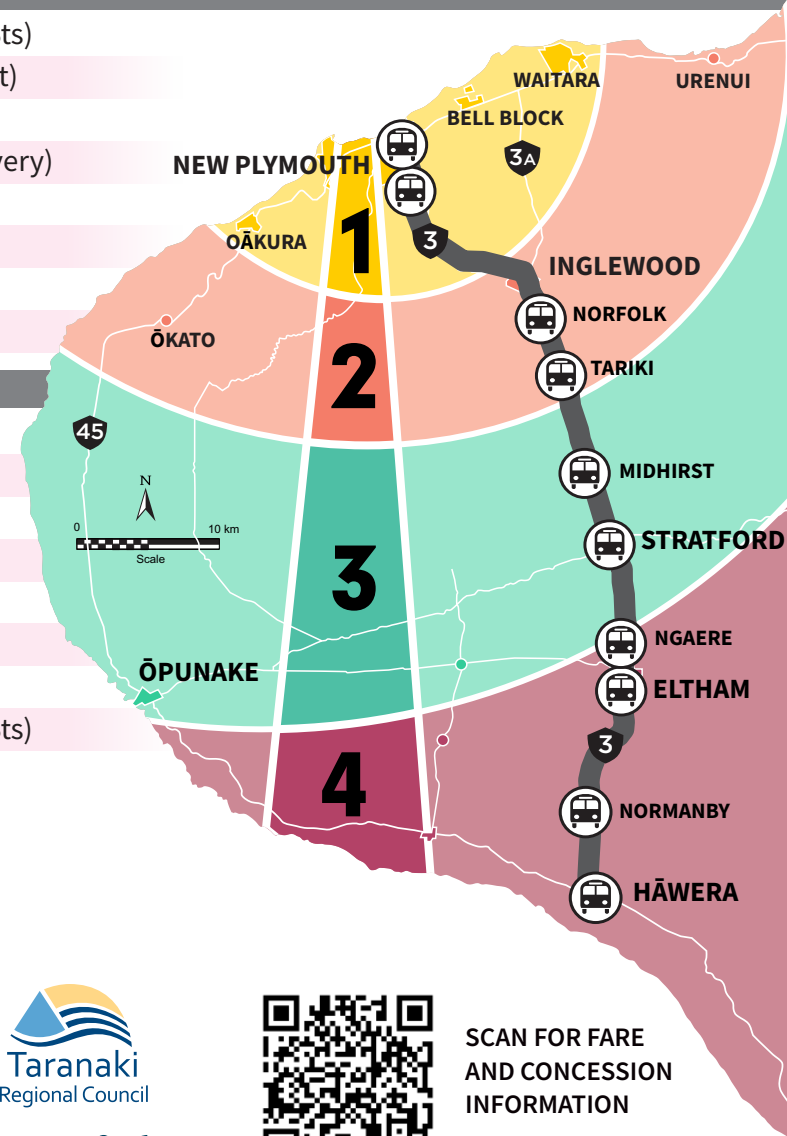 ts)
WAITARA
URENUI
t)
BELL BLOCK
3A
very)
NEW PLYMOUTH
1
3
OĀKURA
INGLEWOOD
NORFOLK
ŌKATO
2
TARIKI
45
MIDHIRST
N
0
10 km
Scale
STRATFORD
3
NGAERE
ŌPUNAKE
ELTHAM
ts)
3
4
NORMANBY
HĀWERA
Taranaki
Regional Council
SCAN FOR FARE
AND CONCESSION
INFORMATION